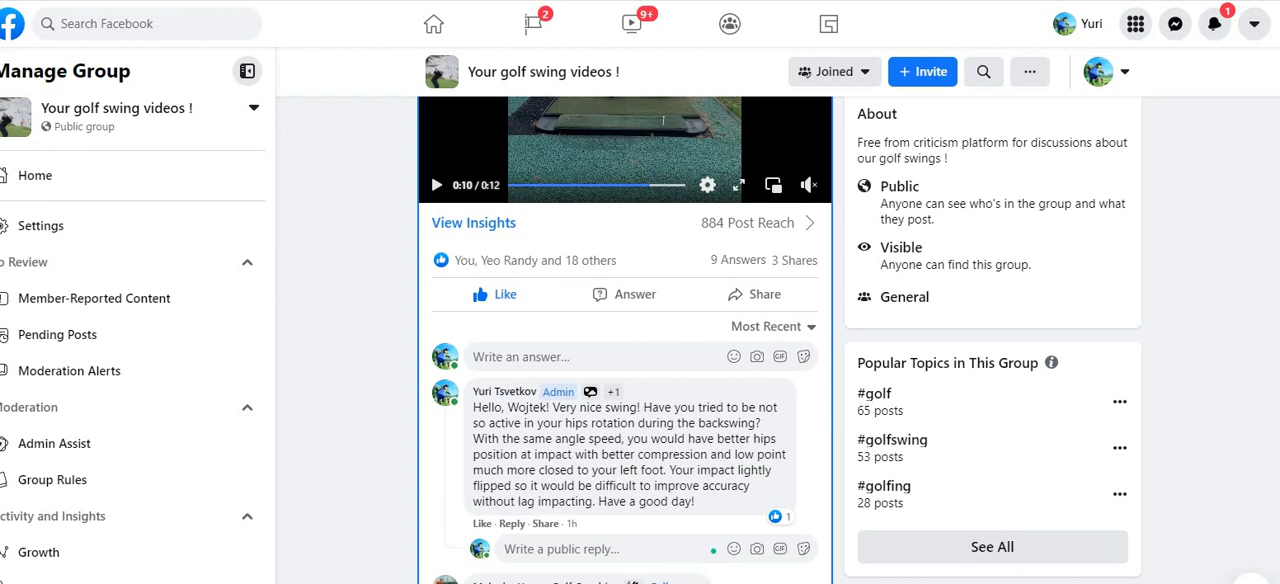 Search Facebook
2
9+
Yuri
1
Manage Group
Your golf swing videos !
Public group
Home
Settings
o Review
Member-Reported Content
Pending Posts
Moderation Alerts
Moderation
Admin Assist
Group Rules
ctivity and Insights
Growth
Your golf swing videos !
Joined
+ Invite
0:10 / 0:12
View Insights
884 Post Reach
You, Yeo Randy and 18 others
9 Answers 3 Shares
Like
Answer
Share
Most Recent
Write an answer...
GIF
Yuri Tsvetkov Admin +1
Hello, Wojtek! Very nice swing! Have you tried to be not
so active in your hips rotation during the backswing?
With the same angle speed, you would have better hips
position at impact with better compression and low point
much more closed to your left foot. Your impact lightly
flipped so it would be difficult to improve accuracy
without lag impacting. Have a good day!
1
Like · Reply · Share · 1h
Write a public reply...
GIF
About
Free from criticism platform for discussions about
our golf swings !
Public
Anyone can see who's in the group and what
they post.
Visible
Anyone can find this group.
General
Popular Topics in This Group
#golf
65 posts
#golfswing
53 posts
#golfing
28 posts
See All